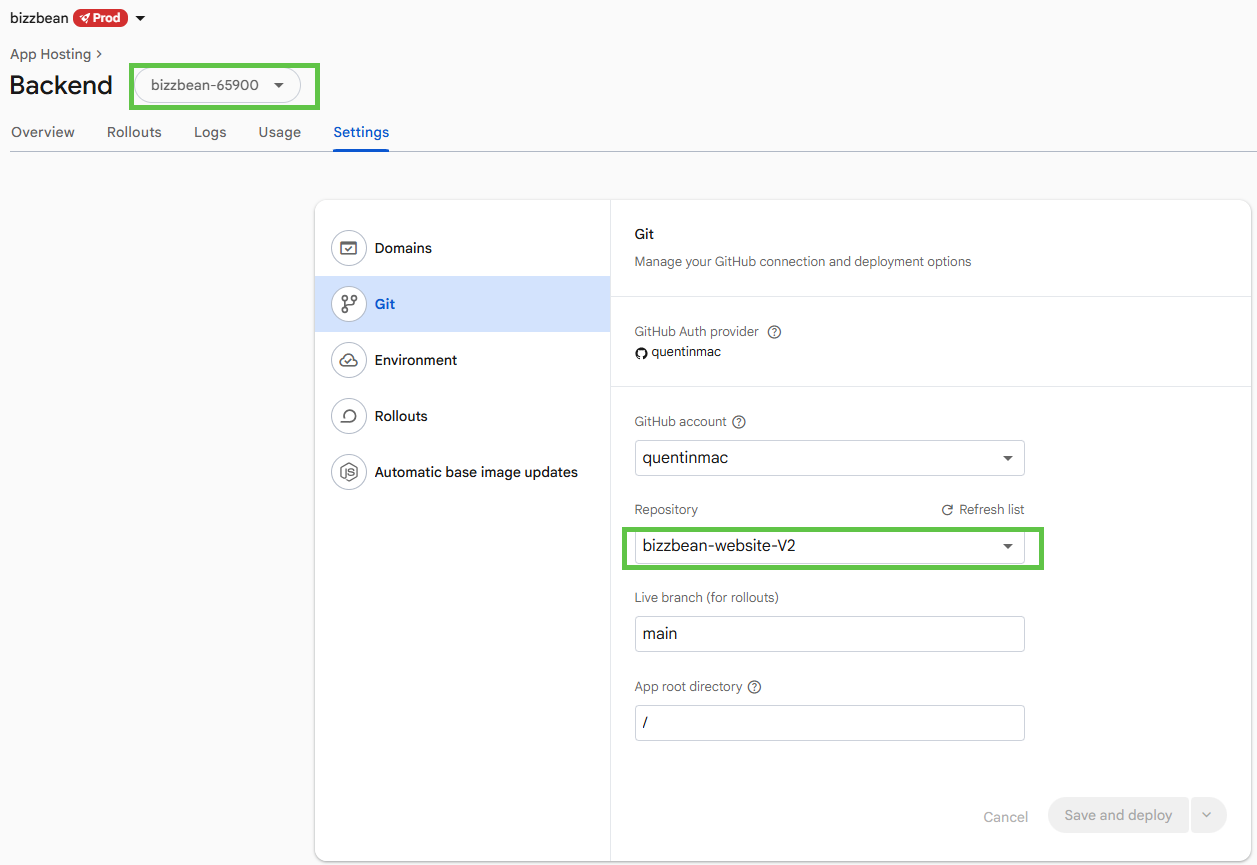 bizzbean Prod
App Hosting
Backend bizzbean-65900
Overview Rollouts Logs Usage Settings
Domains
Git
Environment
Rollouts
JS Automatic base image updates
Git
Manage your GitHub connection and deployment options
GitHub Auth provider ?
quentinmac
GitHub account ?
quentinmac
Repository Refresh list
bizzbean-website-V2
Live branch (for rollouts)
main
App root directory ?
/
Cancel Save and deploy